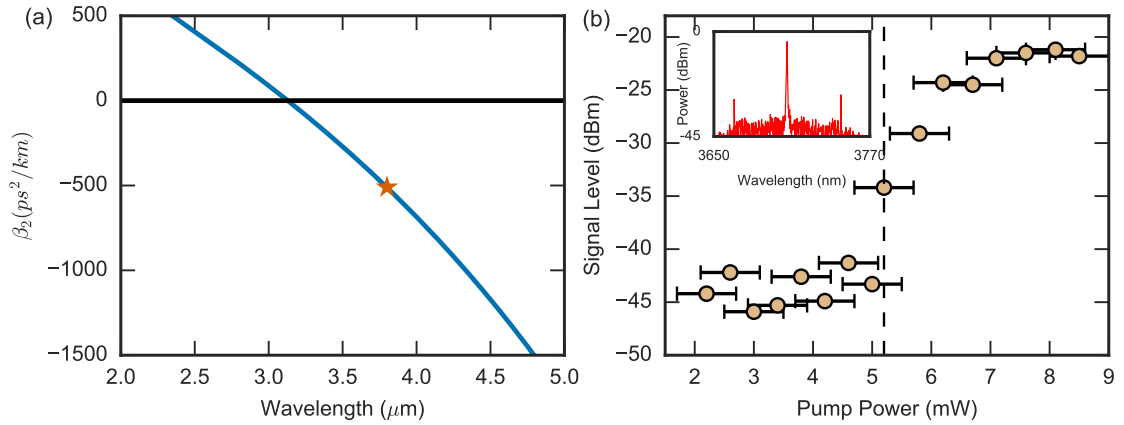 (a)
500
0
−500
−1000
−1500
β₂(ps²/km)
2.0 2.5 3.0 3.5 4.0 4.5 5.0
Wavelength (μm)
(b)
−20
−25
−30
−35
−40
−45
−50
Signal Level (dBm)
0
−45
Power (dBm)
3650 3770
Wavelength (nm)
2 3 4 5 6 7 8 9
Pump Power (mW)